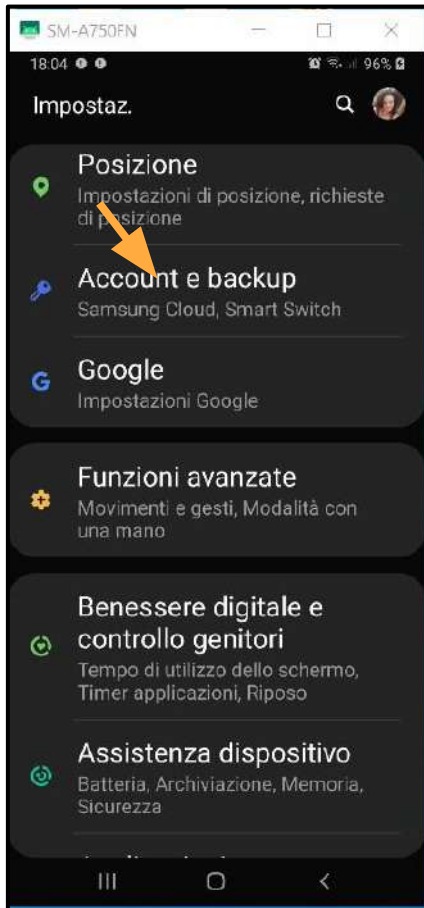 SM-A750FN
18:04 96%
Impostaz.
Posizione
Impostazioni di posizione, richieste
di posizione
Account e backup
Samsung Cloud, Smart Switch
Google
Impostazioni Google
Funzioni avanzate
Movimenti e gesti, Modalità con
una mano
Benessere digitale e
controllo genitori
Tempo di utilizzo dello schermo,
Timer applicazioni, Riposo
Assistenza dispositivo
Batteria, Archiviazione, Memoria,
Sicurezza